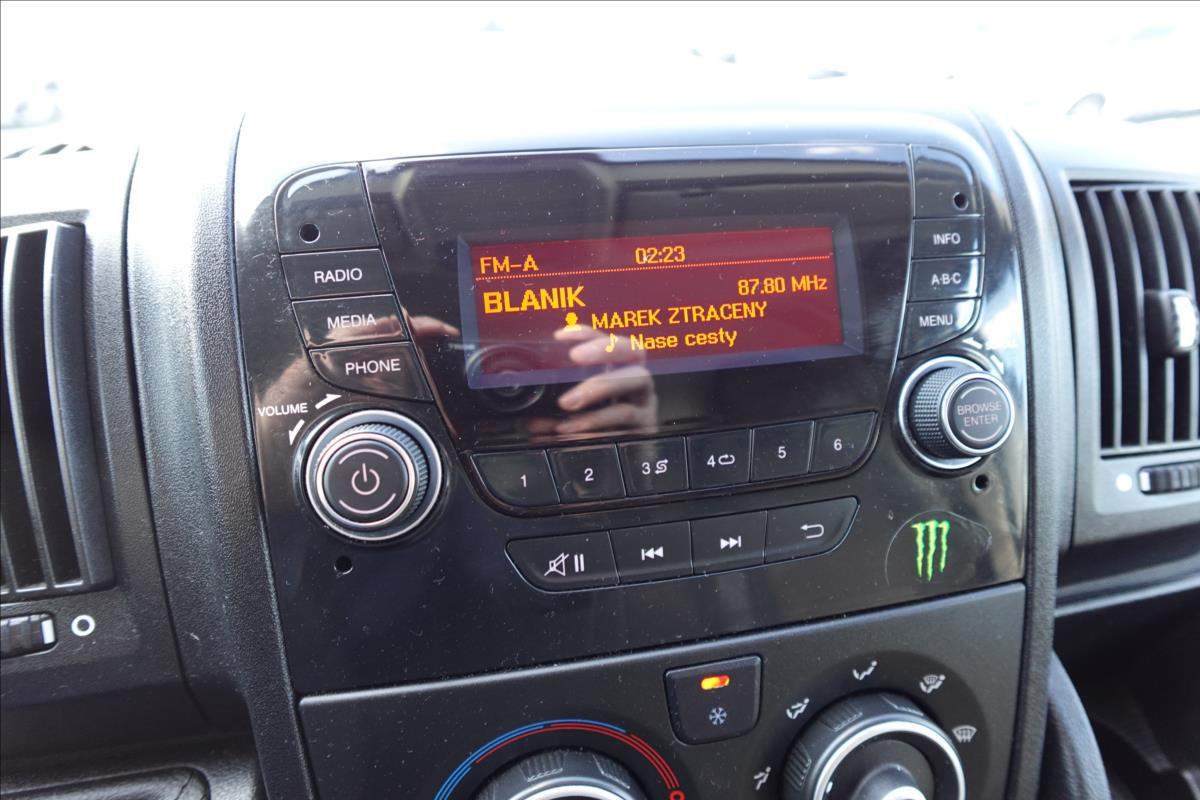 FM-A 02:23
BLANIK 87.80 MHz
MAREK ZTRACENY
Nase cesty
RADIO
MEDIA
PHONE
VOLUME
INFO
A·B·C
MENU
BROWSE
ENTER
1 2 3 4 5 6